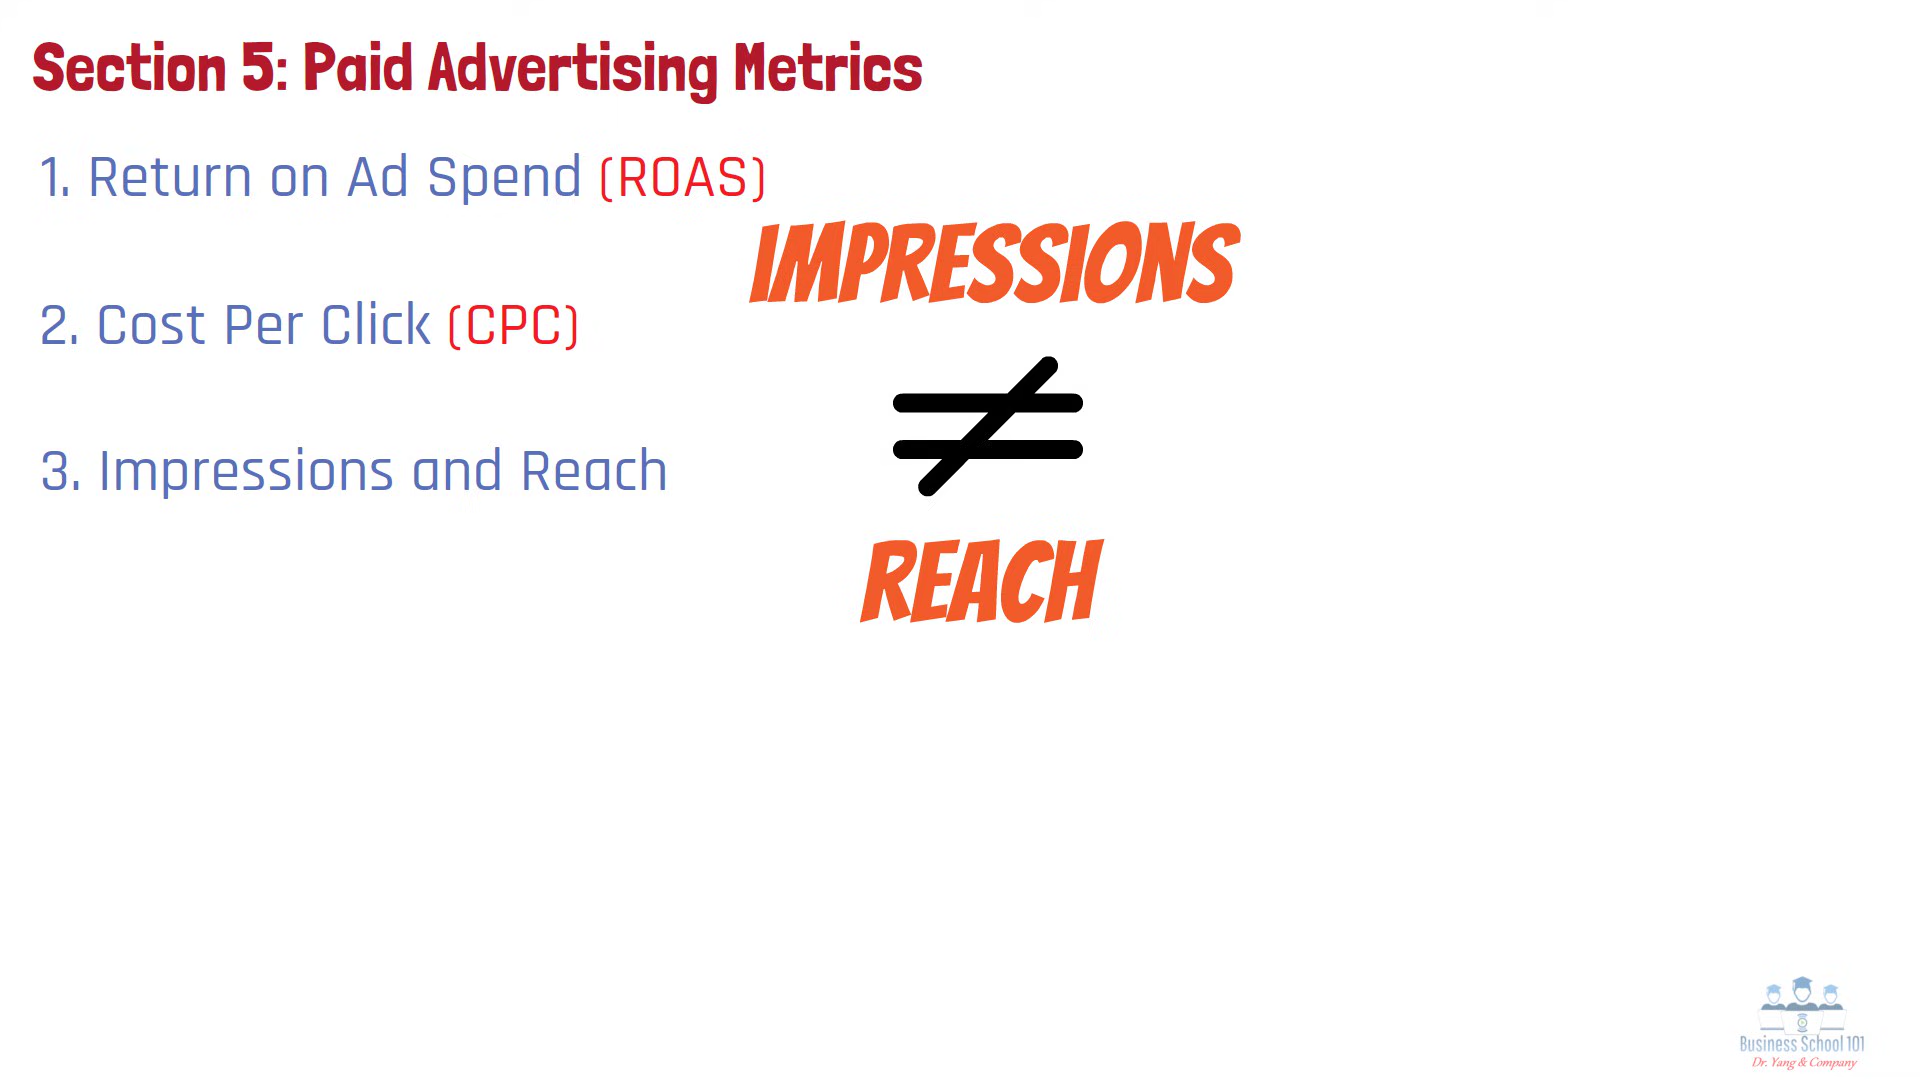 Section 5: Paid Advertising Metrics
1. Return on Ad Spend (ROAS)
2. Cost Per Click (CPC)
3. Impressions and Reach
IMPRESSIONS
≠
REACH
Business School 101
Dr. Yang & Company